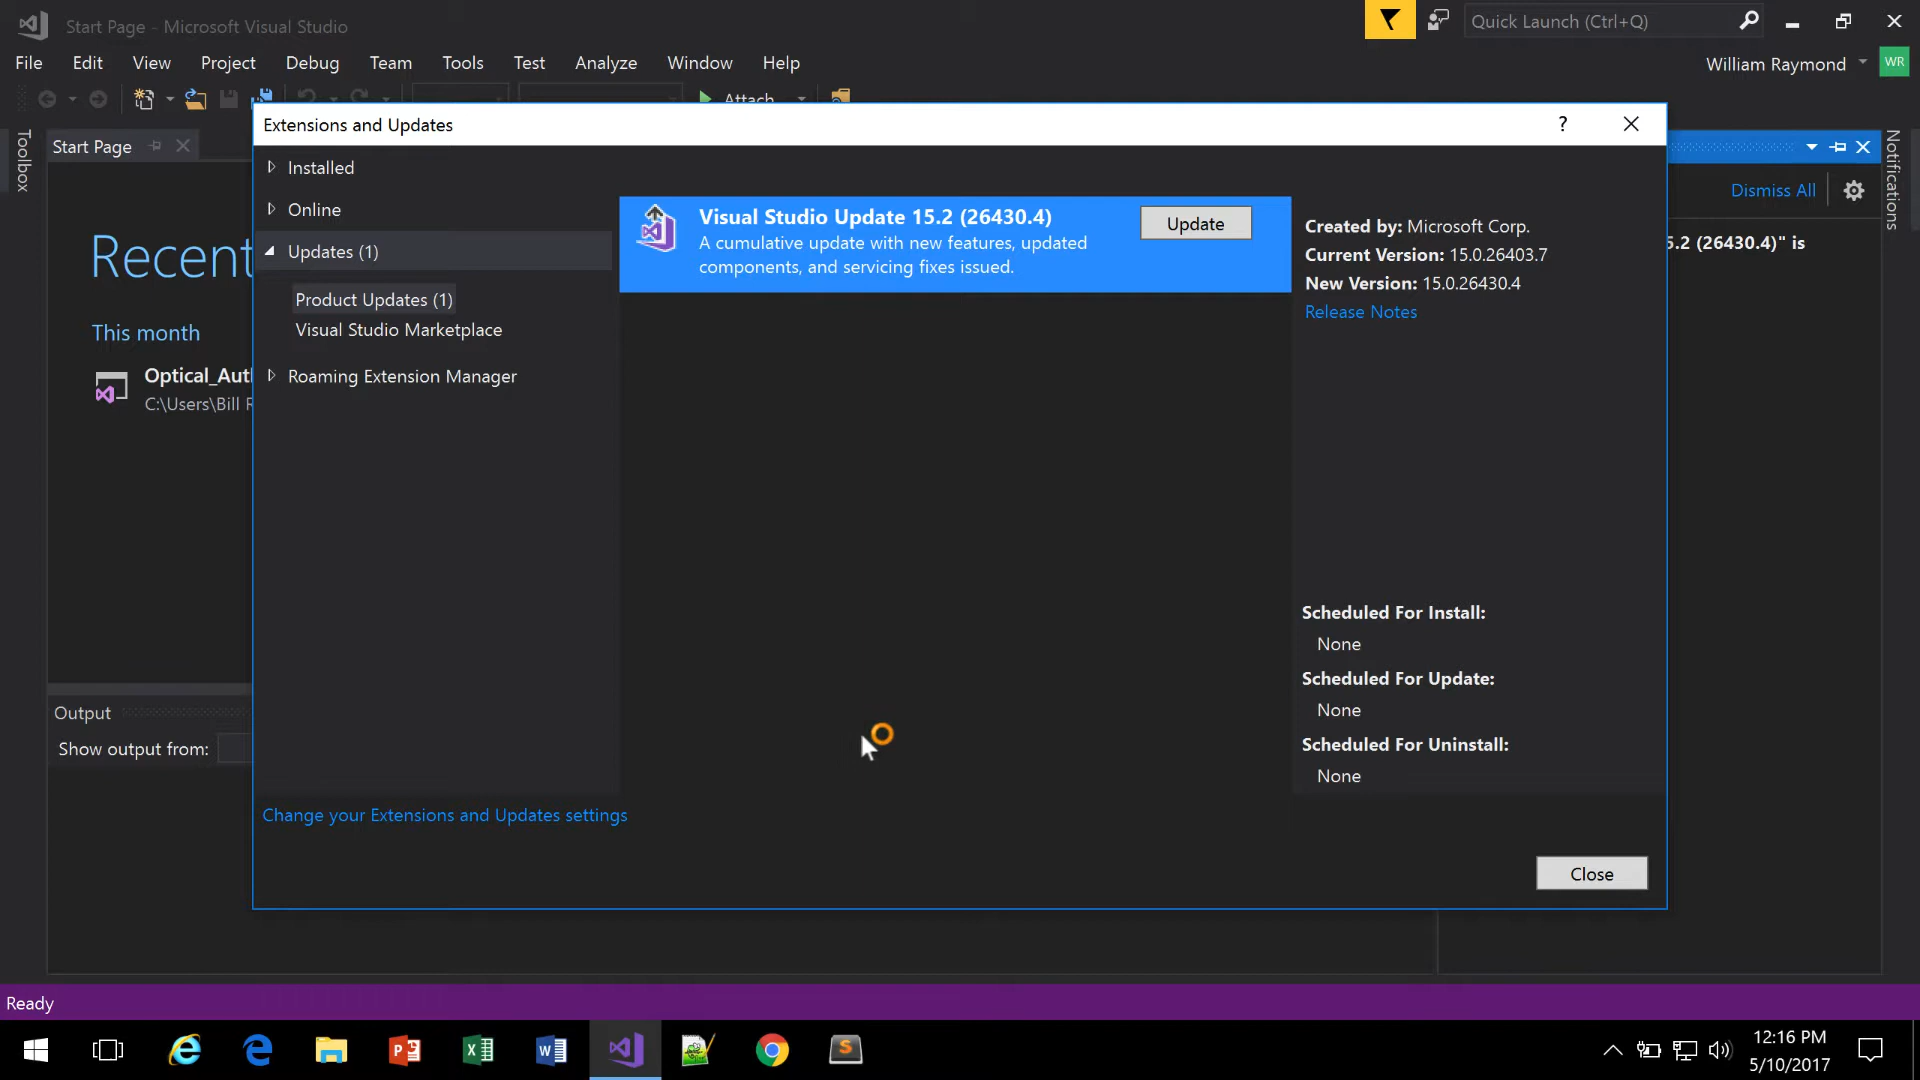 Start Page - Microsoft Visual Studio
Quick Launch (Ctrl+Q)
File Edit View Project Debug Team Tools Test Analyze Window Help
William Raymond WR
Attach
Toolbox
Start Page
Recent
This month
C:\Users\Bill
Extensions and Updates
?
Installed
Online
Updates (1)
Product Updates (1)
Visual Studio Marketplace
Roaming Extension Manager
Visual Studio Update 15.2 (26430.4)
A cumulative update with new features, updated
components, and servicing fixes issued.
Update
Created by: Microsoft Corp.
Current Version: 15.0.26403.7
New Version: 15.0.26430.4
Release Notes
Scheduled For Install:
None
Scheduled For Update:
None
Scheduled For Uninstall:
None
Change your Extensions and Updates settings
Close
Dismiss All
5.2 (26430.4)" is
Notifications
Output
Show output from:
Ready
12:16 PM
5/10/2017